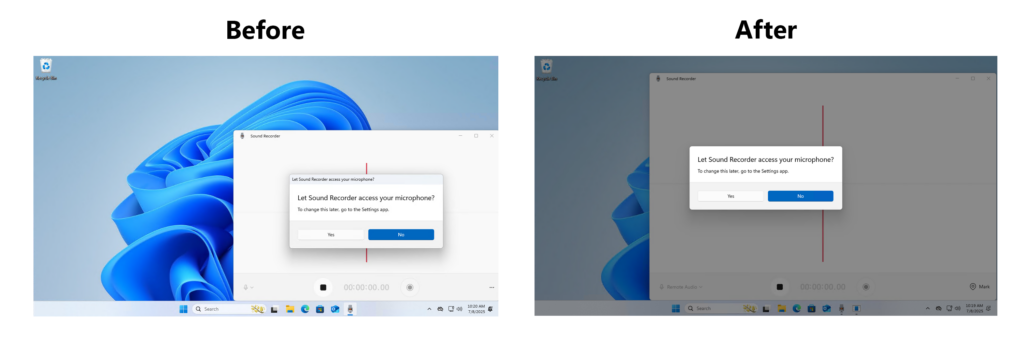 Before
After
Recycle Bin
Sound Recorder
Let Sound Recorder access your microphone?
Let Sound Recorder access your microphone?
To change this later, go to the Settings app.
Yes
No
00:00:00.00
Search
10:20 AM
7/8/2025
Recycle Bin
Sound Recorder
Let Sound Recorder access your microphone?
To change this later, go to the Settings app.
Yes
No
00:00:00.00
Mark
Search
7/8/2025